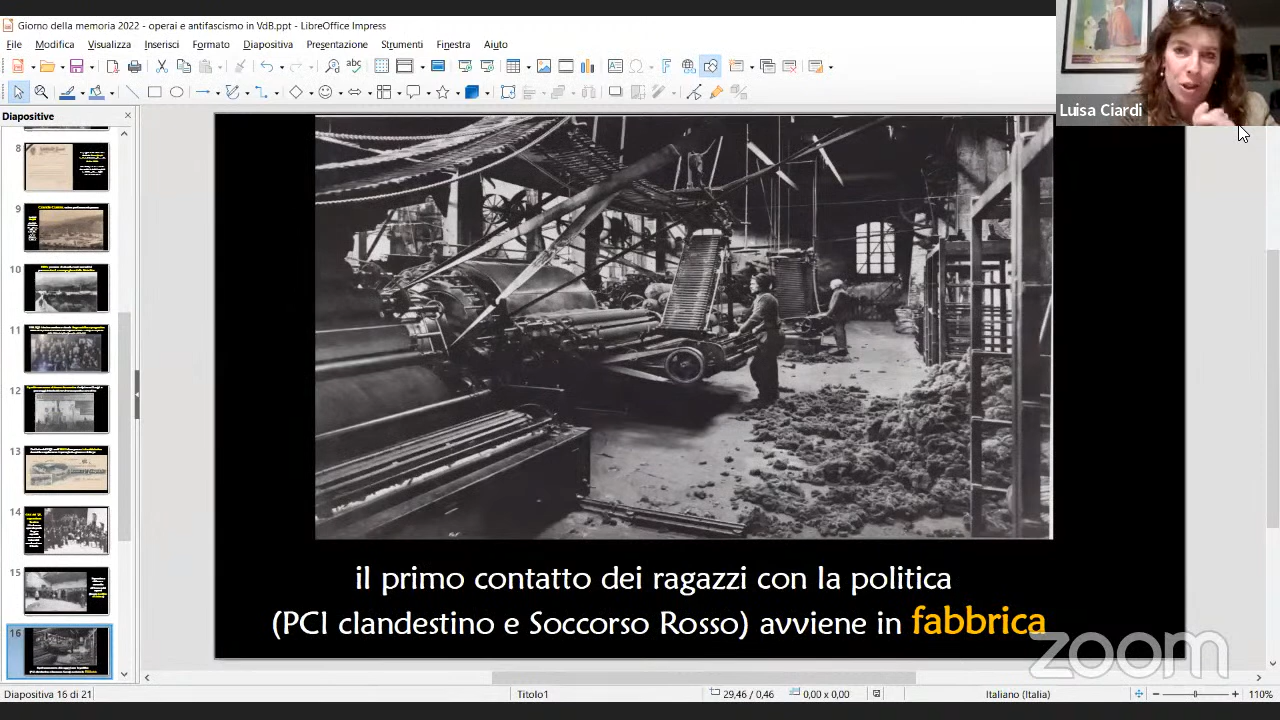 Giorno della memoria 2022 - operai e antifascismo in VdB.ppt - LibreOffice Impress
File Modifica Visualizza Inserisci Formato Diapositiva Presentazione Strumenti Finestra Aiuto
Luisa Ciardi
Diapositive
8
9
10
11
12
13
14
15
16
il primo contatto dei ragazzi con la politica
(PCI clandestino e Soccorso Rosso) avviene in fabbrica
zoom
Diapositiva 16 di 21 Titolo1 29,46 / 0,46 0,00 x 0,00 Italiano (Italia) 110%